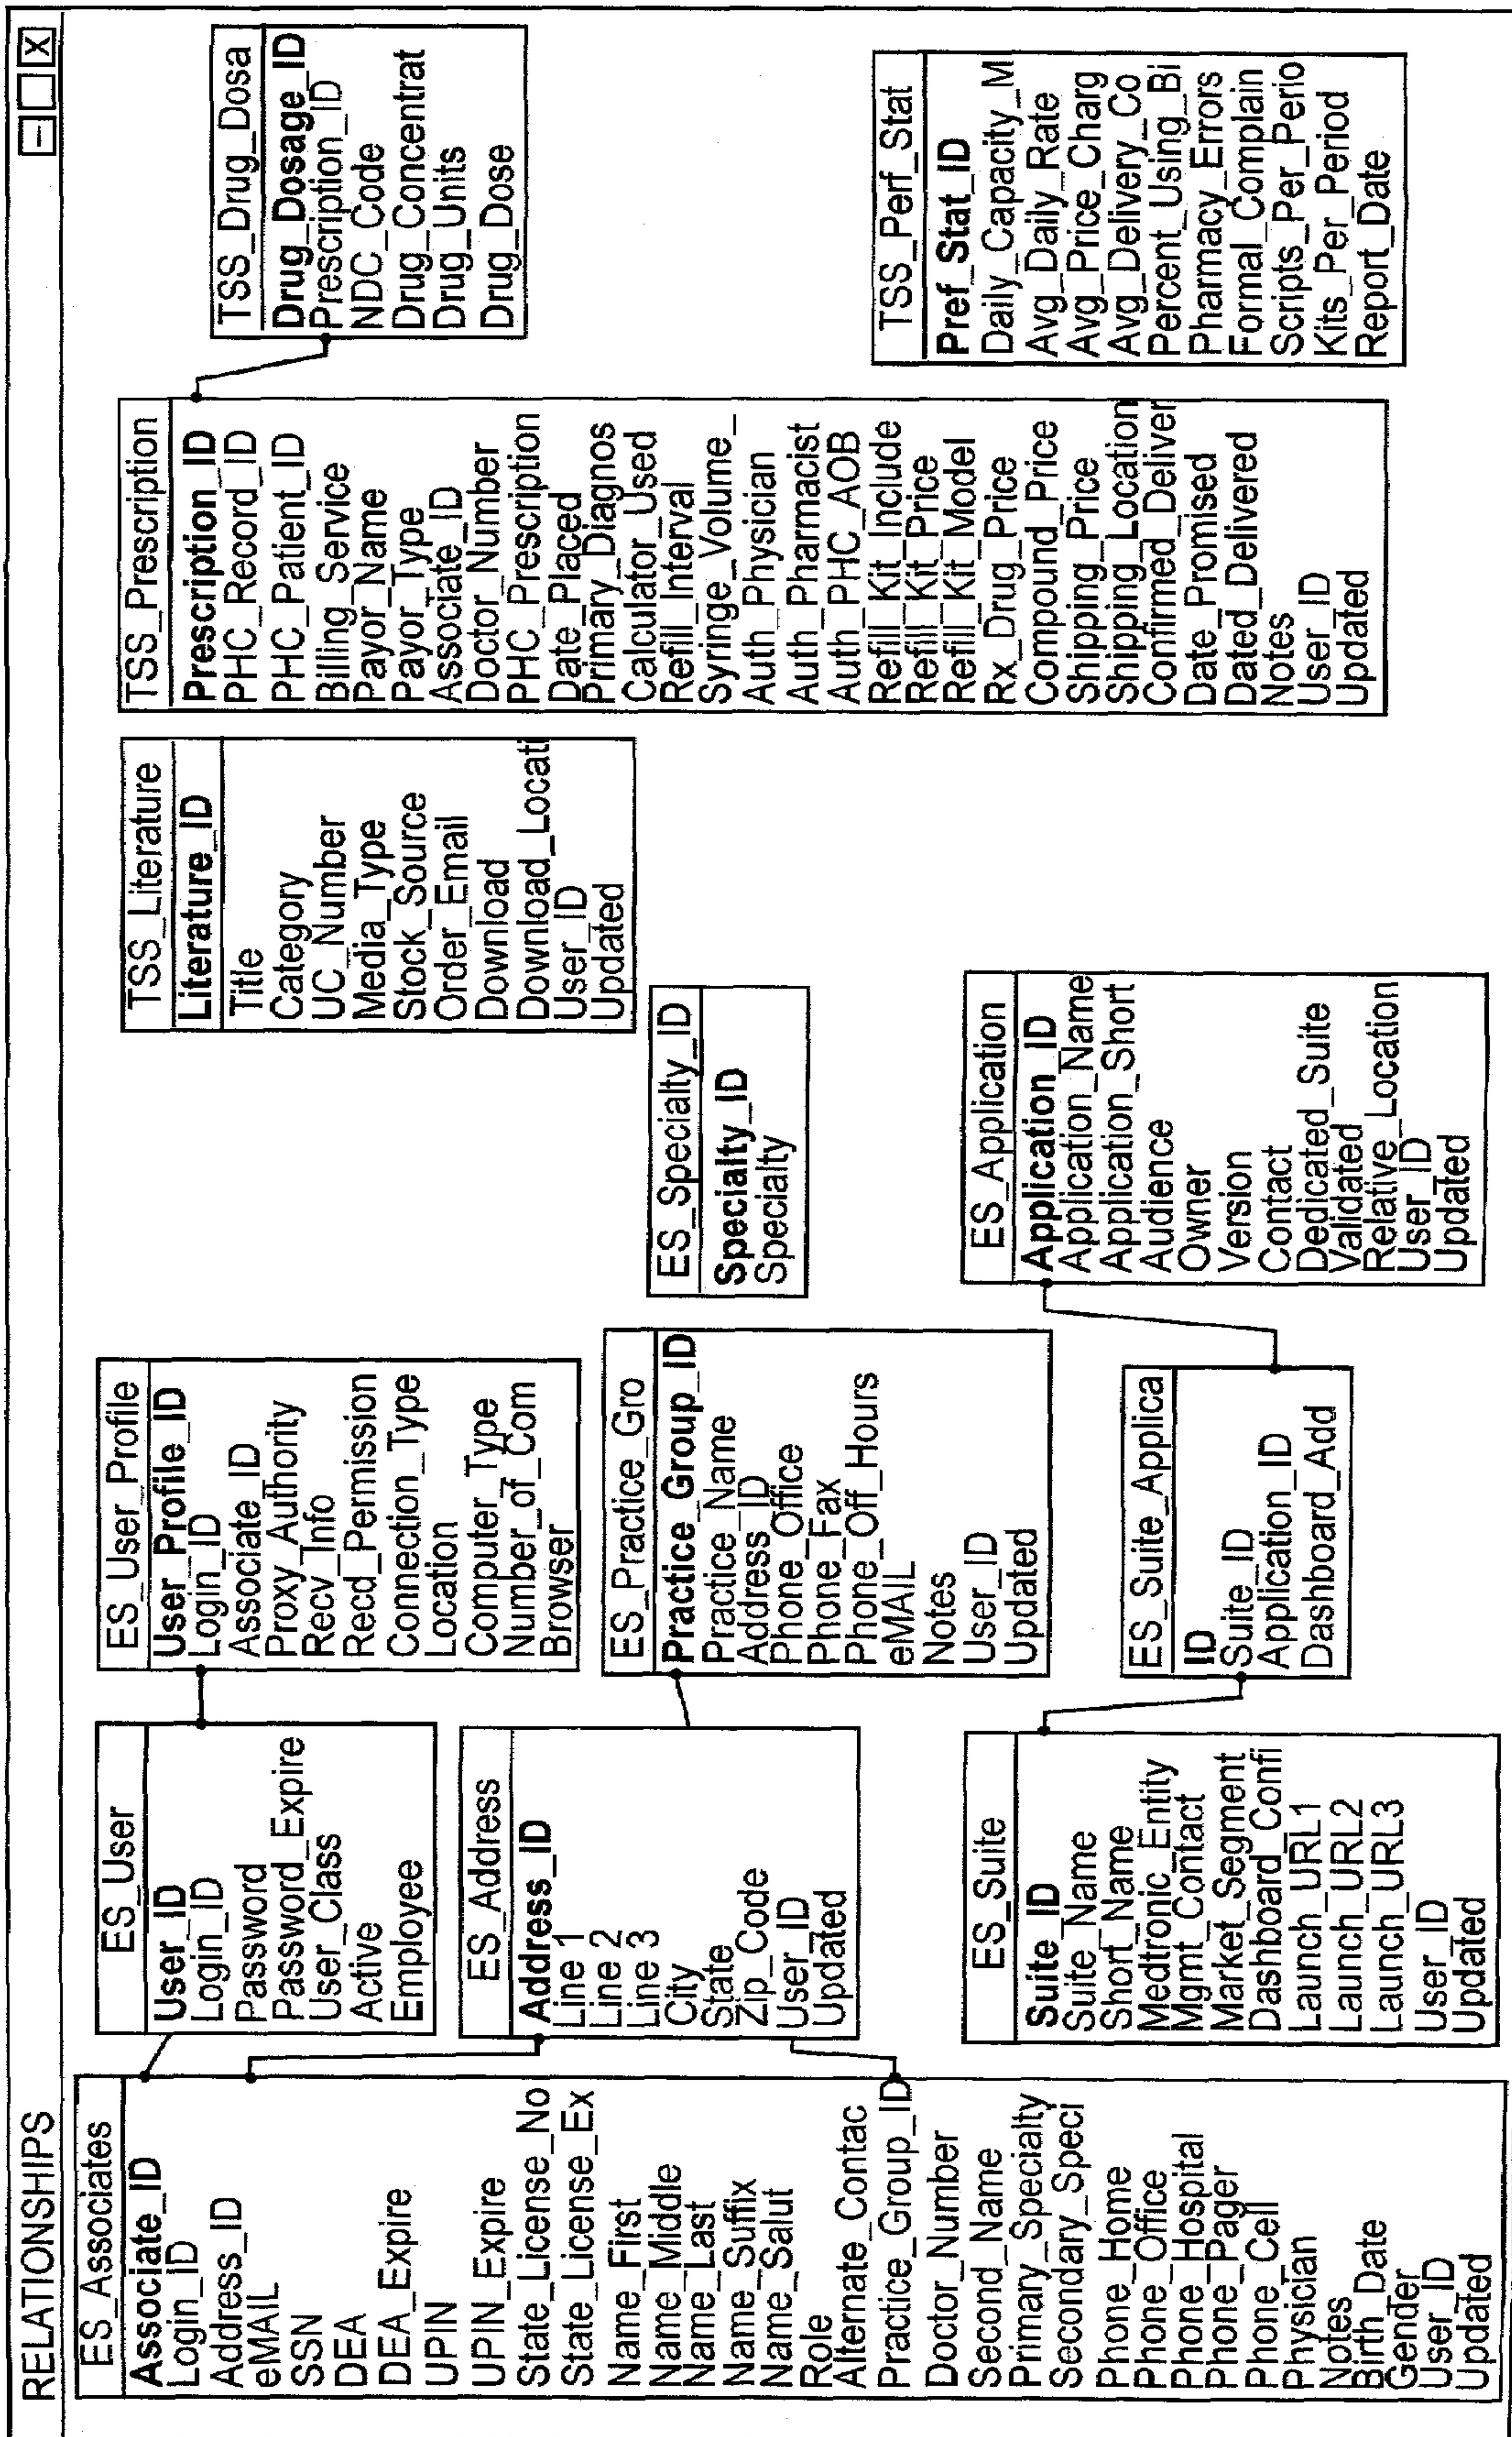 RELATIONSHIPS
ES_Associates
Associate_ID
Login_ID
Address_ID
eMAIL
SSN
DEA
DEA_Expire
UPIN
UPIN_Expire
State_License_No
State_License_Ex
Name_First
Name_Middle
Name_Last
Name_Suffix
Name_Salut
Role
Alternate_Contac
Practice_Group_ID
Doctor_Number
Second_Name
Primary_Specialty
Secondary_Speci
Phone_Home
Phone_Office
Phone_Hospital
Phone_Pager
Phone_Cell
Physician
Notes
Birth_Date
Gender
User_ID
Updated
ES_User
User_ID
Login_ID
Password
Password_Expire
User_Class
Active
Employee
ES_Address
Address_ID
Line 1
Line 2
Line 3
City
State
Zip_Code
User_ID
Updated
ES_Suite
Suite_ID
Suite_Name
Short_Name
Medtronic_Entity
Mgmt_Contact
Market_Segment
Dashboard_Confi
Launch_URL1
Launch_URL2
Launch_URL3
User_ID
Updated
ES_User_Profile
User_Profile_ID
Login_ID
Associate_ID
Proxy_Authority
Recv_Info
Recd_Permission
Connection_Type
Location
Computer_Type
Number_of_Com
Browser
ES_Practice_Gro
Practice_Group_ID
Practice_Name
Address_ID
Phone_Office
Phone_Fax
Phone_Off_Hours
eMAIL
Notes
User_ID
Updated
ES_Suite_Applica
ID
Suite_ID
Application_ID
Dashboard_Add
ES_Specialty_ID
Specialty_ID
Specialty
ES_Application
Application_ID
Application_Name
Application_Short
Audience
Owner
Version
Contact
Dedicated_Suite
Validated
Relative_Location
User_ID
Updated
TSS_Literature
Literature_ID
Title
Category
UC_Number
Media_Type
Stock_Source
Order_Email
Download
Download_Locati
User_ID
Updated
TSS_Prescription
Prescription_ID
PHC_Record_ID
PHC_Patient_ID
Billing_Service
Payor_Name
Payor_Type
Associate_ID
Doctor_Number
PHC_Prescription
Date_Placed
Primary_Diagnos
Calculator_Used
Refill_Interval
Syringe_Volume_
Auth_Physician
Auth_Pharmacist
Auth_PHC_AOB
Refill_Kit_Include
Refill_Kit_Price
Refill_Kit_Model
Rx_Drug_Price
Compound_Price
Shipping_Price
Shipping_Location
Confirmed_Deliver
Date_Promised
Dated_Delivered
Notes
User_ID
Updated
TSS_Drug_Dosa
Drug_Dosage_ID
Prescription_ID
NDC_Code
Drug_Concentrat
Drug_Units
Drug_Dose
TSS_Perf_Stat
Pref_Stat_ID
Daily_Capacity_M
Avg_Daily_Rate
Avg_Price_Charg
Avg_Delivery_Co
Percent_Using_Bi
Pharmacy_Errors
Formal_Complain
Scripts_Per_Perio
Kits_Per_Period
Report_Date